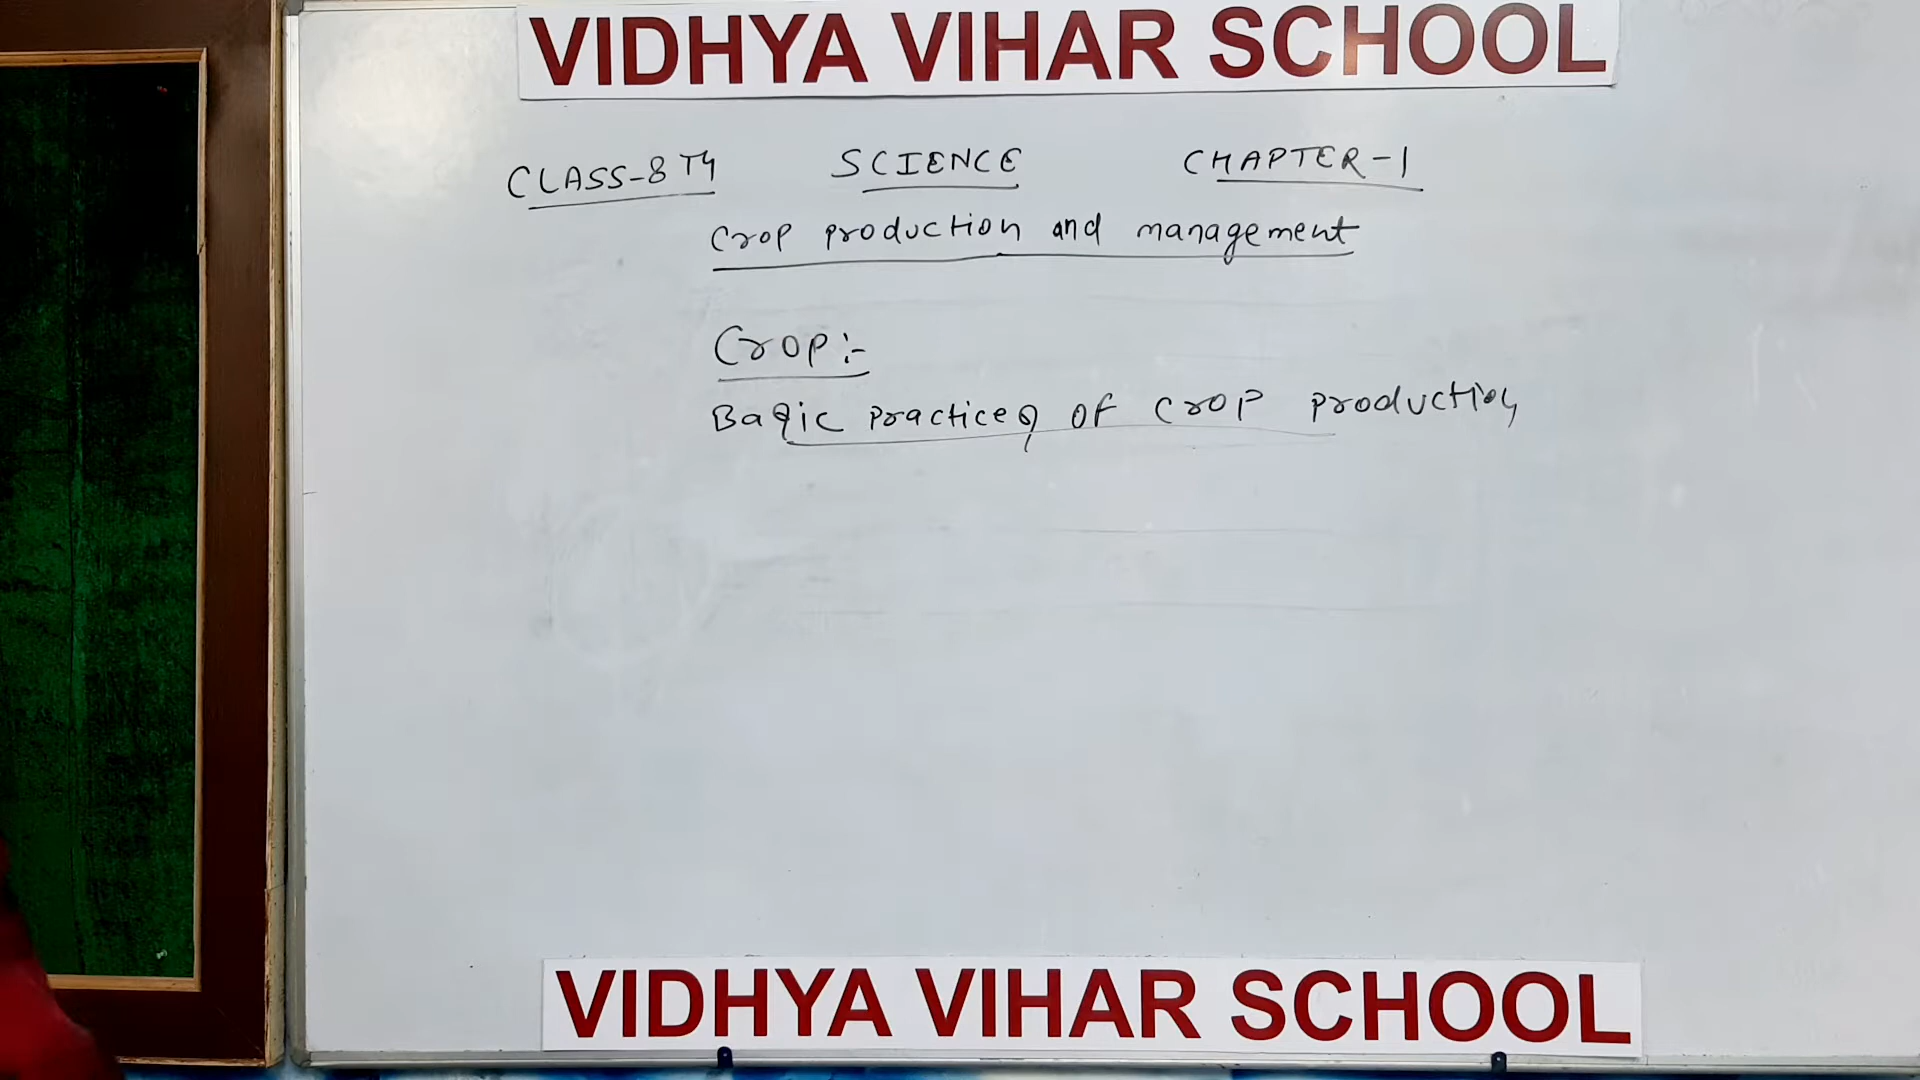 VIDHYA VIHAR SCHOOL
CLASS-8TH SCIENCE CHAPTER-1
Crop production and management
Crop:-
Basic practices of crop production
VIDHYA VIHAR SCHOOL